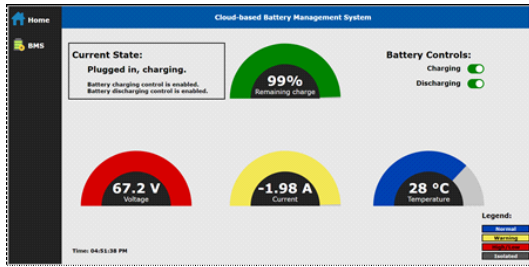 Home
Cloud-based Battery Management System
BMS
Current State:
Plugged in, charging.
Battery charging control is enabled.
Battery discharging control is enabled.
99%
Remaining charge
Battery Controls:
Charging
Discharging
67.2 V
Voltage
-1.98 A
Current
28 °C
Temperature
Legend:
Normal
Warning
High/Low
Isolated
Time: 04:51:38 PM